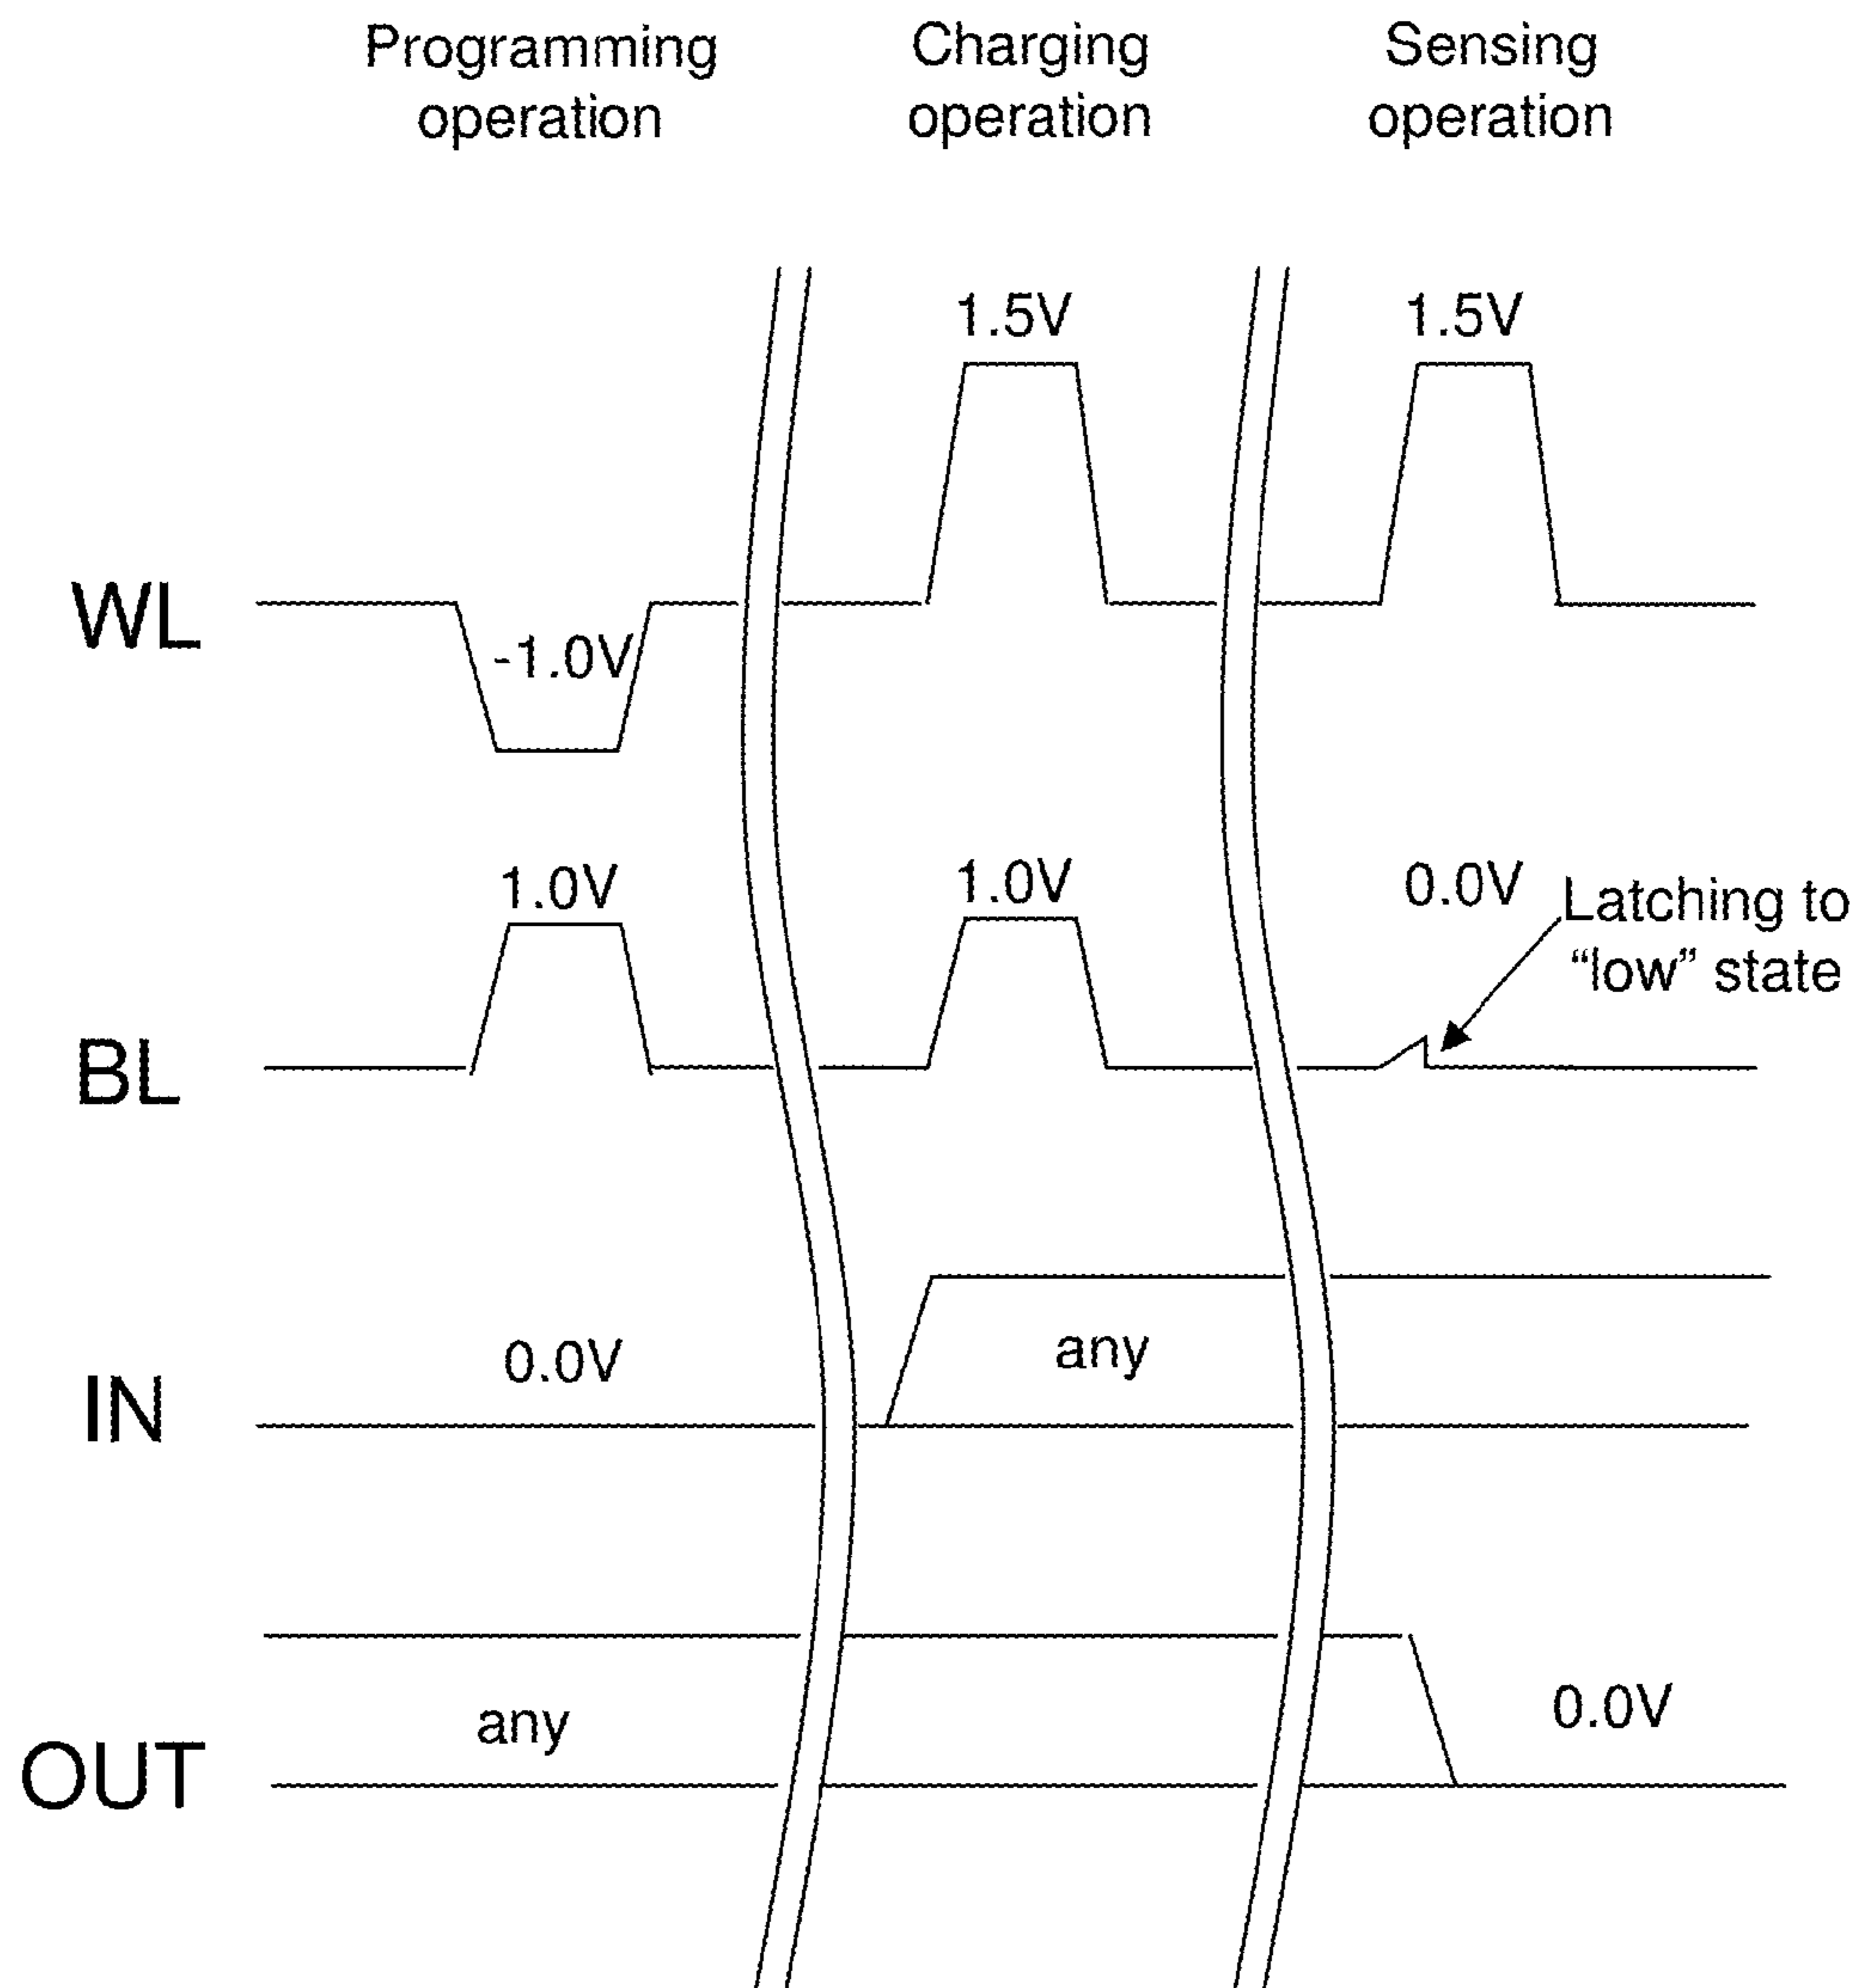 Programming
operation
Charging
operation
Sensing
operation
1.5V
1.5V
WL
-1.0V
1.0V
1.0V
0.0V
Latching to
“low” state
BL
0.0V
any
IN
any
0.0V
OUT